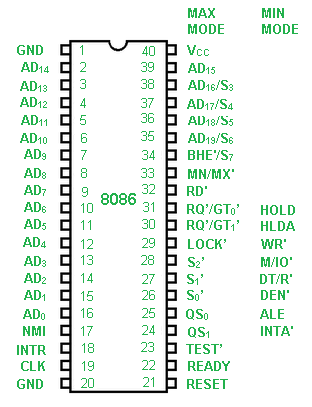 MAX MIN
MODE MODE
GND 1 40 Vcc
AD14 2 39 AD15
AD13 3 38 AD16/S3
AD12 4 37 AD17/S4
AD11 5 36 AD18/S5
AD10 6 35 AD19/S6
AD9 7 34 BHE'/S7
AD8 8 33 MN/MX'
AD7 9 32 RD'
8086
AD6 10 31 RQ'/GT0' HOLD
AD5 11 30 RQ'/GT1' HLDA
AD4 12 29 LOCK' WR'
AD3 13 28 S2' M/IO'
AD2 14 27 S1' DT/R'
AD1 15 26 S0' DEN'
AD0 16 25 QS0 ALE
NMI 17 24 QS1 INTA'
INTR 18 23 TEST'
CLK 19 22 READY
GND 20 21 RESET